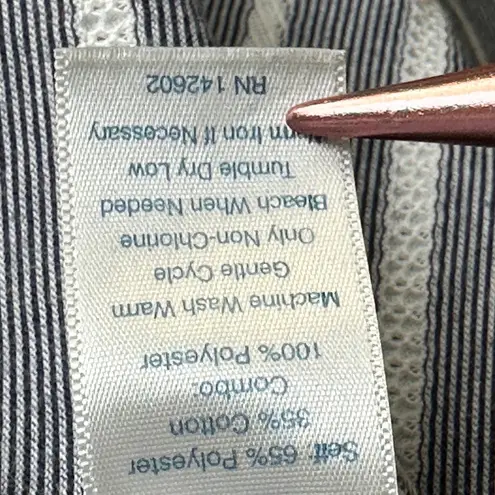 Self: 65% Polyester
35% Cotton
Combo:
100% Polyester
Machine Wash Warm
Gentle Cycle
Only Non-Chlorine
Bleach When Needed
Tumble Dry Low
Warm Iron If Necessary
RN 142602